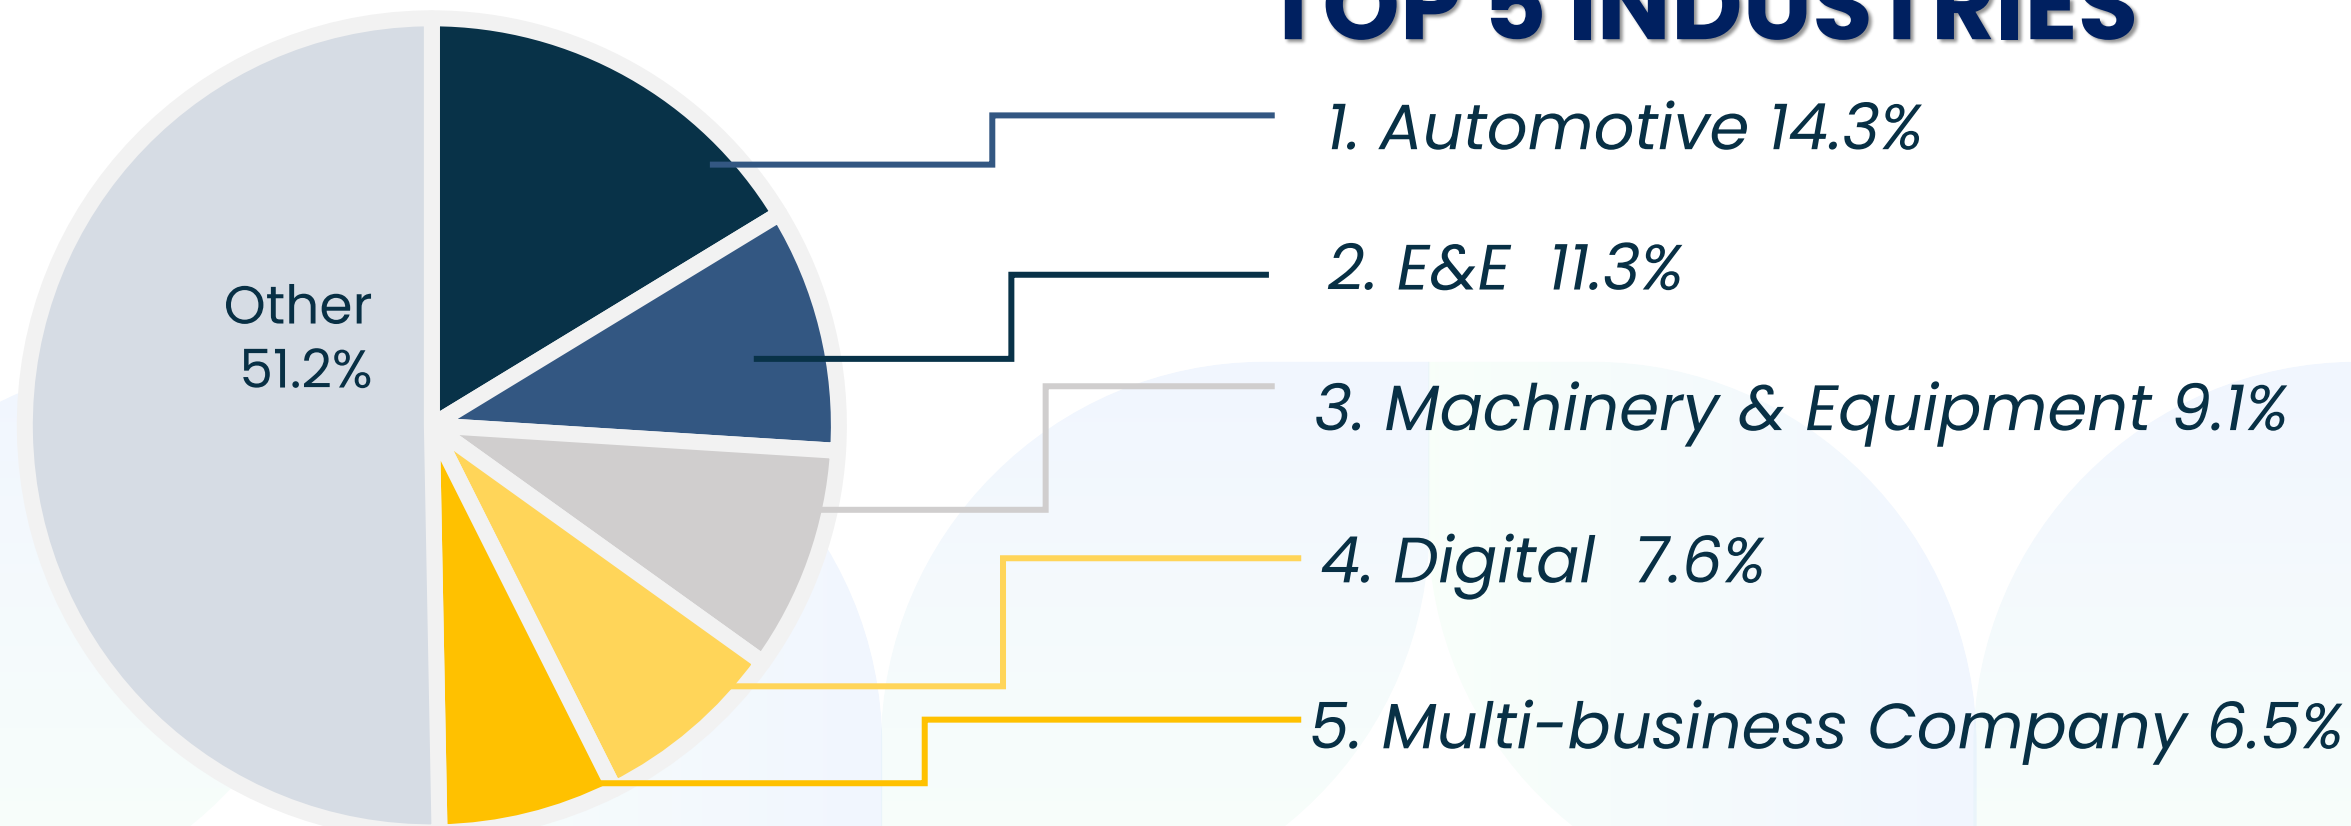 TOP 5 INDUSTRIES
1. Automotive 14.3%
2. E&E 11.3%
Other
51.2%
3. Machinery & Equipment 9.1%
4. Digital 7.6%
5. Multi-business Company 6.5%